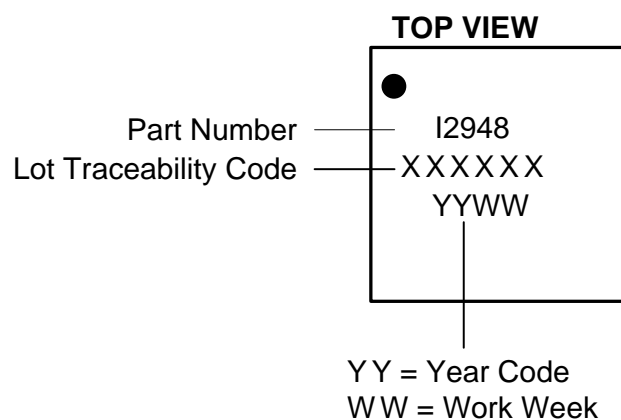 TOP VIEW
Part Number
I2948
Lot Traceability Code
XXXXXX
YYWW
YY = Year Code
WW = Work Week